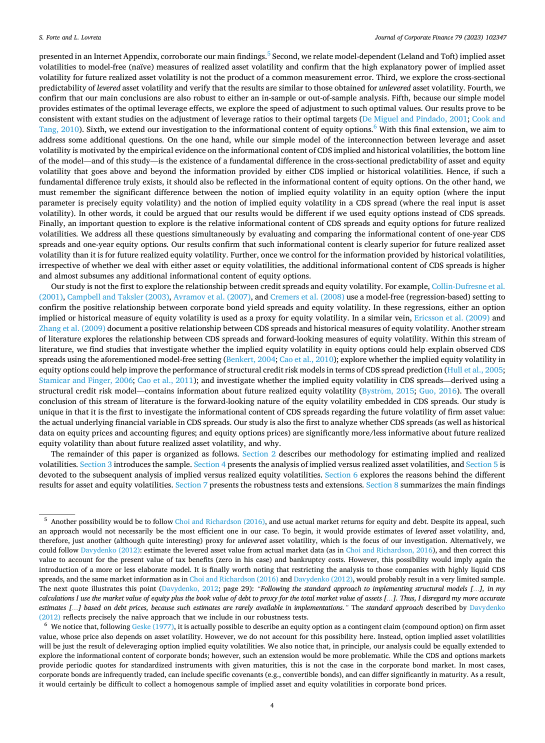 S. Forte and L. Lovreta
Journal of Corporate Finance 79 (2023) 102347
presented in an Internet Appendix, corroborate our main findings.5 Second, we relate model-dependent (Leland and Toft) implied asset
volatilities to model-free (naïve) measures of realized asset volatility and confirm that the high explanatory power of implied asset
volatility for future realized asset volatility is not the product of a common measurement error. Third, we explore the cross-sectional
predictability of levered asset volatility and verify that the results are similar to those obtained for unlevered asset volatility. Fourth, we
confirm that our main conclusions are also robust to either an in-sample or out-of-sample analysis. Fifth, because our simple model
provides estimates of the optimal leverage effects, we explore the speed of adjustment to such optimal values. Our results prove to be
consistent with extant studies on the adjustment of leverage ratios to their optimal targets (De Miguel and Pindado, 2001; Cook and
Tang, 2010). Sixth, we extend our investigation to the informational content of equity options.6 With this final extension, we aim to
address some additional questions. On the one hand, while our simple model of the interconnection between leverage and asset
volatility is motivated by the empirical evidence on the information content of CDS implied and historical volatilities, the bottom line
of the model—and of this study—is the existence of a fundamental difference in the cross-sectional predictability of asset and equity
volatility that goes above and beyond the information provided by either CDS implied or historical volatilities. Hence, if such a
fundamental difference truly exists, it should also be reflected in the informational content of equity options. On the other hand, we
must remember the significant difference between the notion of implied equity volatility in an equity option (where the input
parameter is precisely equity volatility) and the notion of implied equity volatility in a CDS spread (where the real input is asset
volatility). In other words, it could be argued that our results would be different if we used equity options instead of CDS spreads.
Finally, an important question to explore is the relative informational content of CDS spreads and equity options for future realized
volatilities. We address all these questions simultaneously by evaluating and comparing the informational content of one-year CDS
spreads and one-year equity options. Our results confirm that such informational content is clearly superior for future realized asset
volatility than it is for future realized equity volatility. Further, once we control for the information provided by historical volatilities,
irrespective of whether we deal with either asset or equity volatilities, the additional informational content of CDS spreads is higher
and almost subsumes any additional informational content of equity options.
Our study is not the first to explore the relationship between credit spreads and equity volatility. For example, Collin-Dufresne et al.
(2001), Campbell and Taksler (2003), Avramov et al. (2007), and Cremers et al. (2008) use a model-free (regression-based) setting to
confirm the positive relationship between corporate bond yield spreads and equity volatility. In these regressions, either an option
implied or historical measure of equity volatility is used as a proxy for equity volatility. In a similar vein, Ericsson et al. (2009) and
Zhang et al. (2009) document a positive relationship between CDS spreads and historical measures of equity volatility. Another stream
of literature explores the relationship between CDS spreads and forward-looking measures of equity volatility. Within this stream of
literature, we find studies that investigate whether the implied equity volatility in equity options could help explain observed CDS
spreads using the aforementioned model-free setting (Benkert, 2004; Cao et al., 2010); explore whether the implied equity volatility in
equity options could help improve the performance of structural credit risk models in terms of CDS spread prediction (Hull et al., 2005;
Stamicar and Finger, 2006; Cao et al., 2011); and investigate whether the implied equity volatility in CDS spreads—derived using a
structural credit risk model—contains information about future realized equity volatility (Byström, 2015; Guo, 2016). The overall
conclusion of this stream of literature is the forward-looking nature of the equity volatility embedded in CDS spreads. Our study is
unique in that it is the first to investigate the informational content of CDS spreads regarding the future volatility of firm asset value:
the actual underlying financial variable in CDS spreads. Our study is also the first to analyze whether CDS spreads (as well as historical
data on equity prices and accounting figures; and equity options prices) are significantly more/less informative about future realized
equity volatility than about future realized asset volatility, and why.
The remainder of this paper is organized as follows. Section 2 describes our methodology for estimating implied and realized
volatilities. Section 3 introduces the sample. Section 4 presents the analysis of implied versus realized asset volatilities, and Section 5 is
devoted to the subsequent analysis of implied versus realized equity volatilities. Section 6 explores the reasons behind the different
results for asset and equity volatilities. Section 7 presents the robustness tests and extensions. Section 8 summarizes the main findings
5 Another possibility would be to follow Choi and Richardson (2016), and use actual market returns for equity and debt. Despite its appeal, such
an approach would not necessarily be the most efficient one in our case. To begin, it would provide estimates of levered asset volatility, and,
therefore, just another (although quite interesting) proxy for unlevered asset volatility, which is the focus of our investigation. Alternatively, we
could follow Davydenko (2012): estimate the levered asset value from actual market data (as in Choi and Richardson, 2016), and then correct this
value to account for the present value of tax benefits (zero in his case) and bankruptcy costs. However, this possibility would imply again the
introduction of a more or less elaborate model. It is finally worth noting that restricting the analysis to those companies with highly liquid CDS
spreads, and the same market information as in Choi and Richardson (2016) and Davydenko (2012), would probably result in a very limited sample.
The next quote illustrates this point (Davydenko, 2012; page 29): "Following the standard approach to implementing structural models [...], in my
calculations I use the market value of equity plus the book value of debt to proxy for the total market value of assets [...]. Thus, I disregard my more accurate
estimates [...] based on debt prices, because such estimates are rarely available in implementations." The standard approach described by Davydenko
(2012) reflects precisely the naïve approach that we include in our robustness tests.
6 We notice that, following Geske (1977), it is actually possible to describe an equity option as a contingent claim (compound option) on firm asset
value, whose price also depends on asset volatility. However, we do not account for this possibility here. Instead, option implied asset volatilities
will be just the result of deleveraging option implied equity volatilities. We also notice that, in principle, our analysis could be equally extended to
explore the informational content of corporate bonds; however, such an extension would be more problematic. While the CDS and options markets
provide periodic quotes for standardized instruments with given maturities, this is not the case in the corporate bond market. In most cases,
corporate bonds are infrequently traded, can include specific covenants (e.g., convertible bonds), and can differ significantly in maturity. As a result,
it would certainly be difficult to collect a homogenous sample of implied asset and equity volatilities in corporate bond prices.
4